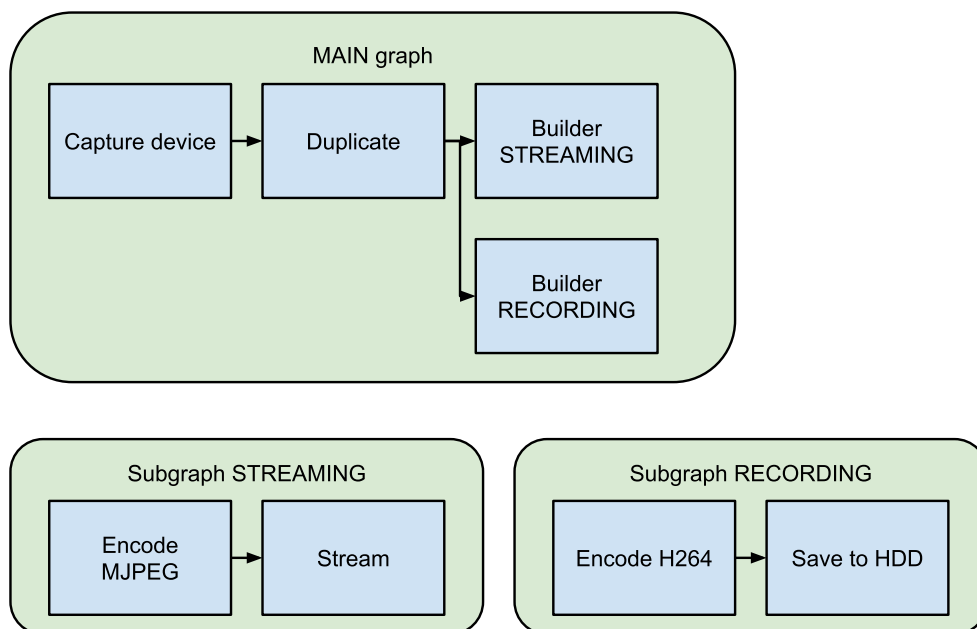 MAIN graph
Capture device
Duplicate
Builder
STREAMING
Builder
RECORDING
Subgraph STREAMING
Encode
MJPEG
Stream
Subgraph RECORDING
Encode H264
Save to HDD